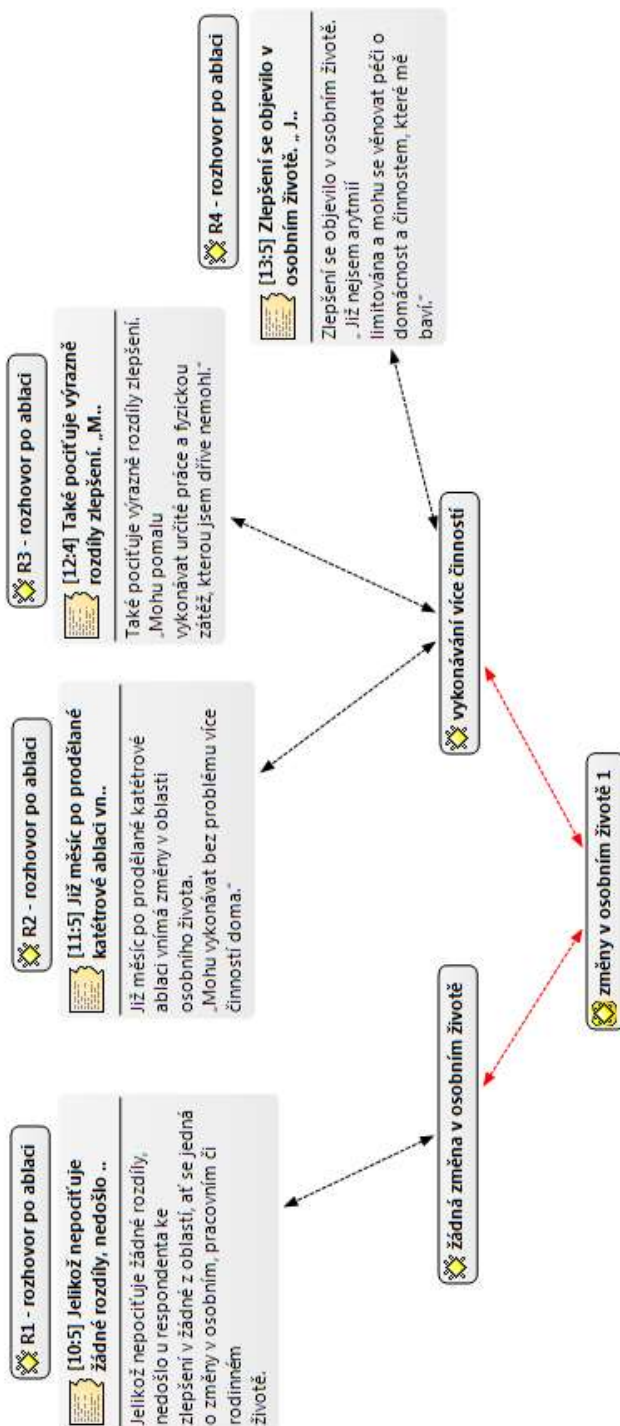 R1 - rozhovor po ablaci
[10:5] Jelikož nepociťuje
žádné rozdíly, nedošlo ..
Jelikož nepociťuje žádné rozdíly,
nedošlo u respondenta ke
zlepšení v žádné z oblastí, ať se jedná
o změny v osobním, pracovním či
rodinném
životě.
R2 - rozhovor po ablaci
[11:5] Již měsíc po prodělané
katétrové ablaci vn..
Již měsíc po prodělané katétrové
ablaci vnímá změny v oblasti
osobního života.
„Mohu vykonávat bez problému více
činností doma.“
R3 - rozhovor po ablaci
[12:4] Také pociťuje výrazně
rozdíly zlepšení. „M..
Také pociťuje výrazně rozdíly zlepšení.
„Mohu pomalu
vykonávat určité práce a fyzickou
zátěž, kterou jsem dříve nemohl.“
R4 - rozhovor po ablaci
[13:5] Zlepšení se objevilo v
osobním životě. „ J..
Zlepšení se objevilo v osobním životě.
„ Již nejsem arytmií
limitována a mohu se věnovat péči o
domácnost a činnostem, které mě
baví.“
žádná změna v osobním životě
vykonávání více činností
změny v osobním životě 1